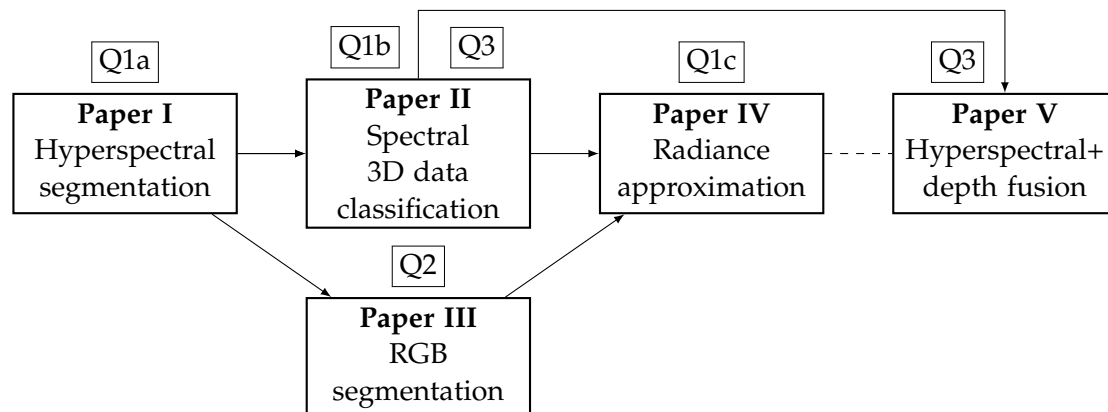 Q1a
Paper I
Hyperspectral
segmentation
Q1b
Q3
Paper II
Spectral
3D data
classification
Q2
Paper III
RGB
segmentation
Q1c
Paper IV
Radiance
approximation
Q3
Paper V
Hyperspectral+
depth fusion